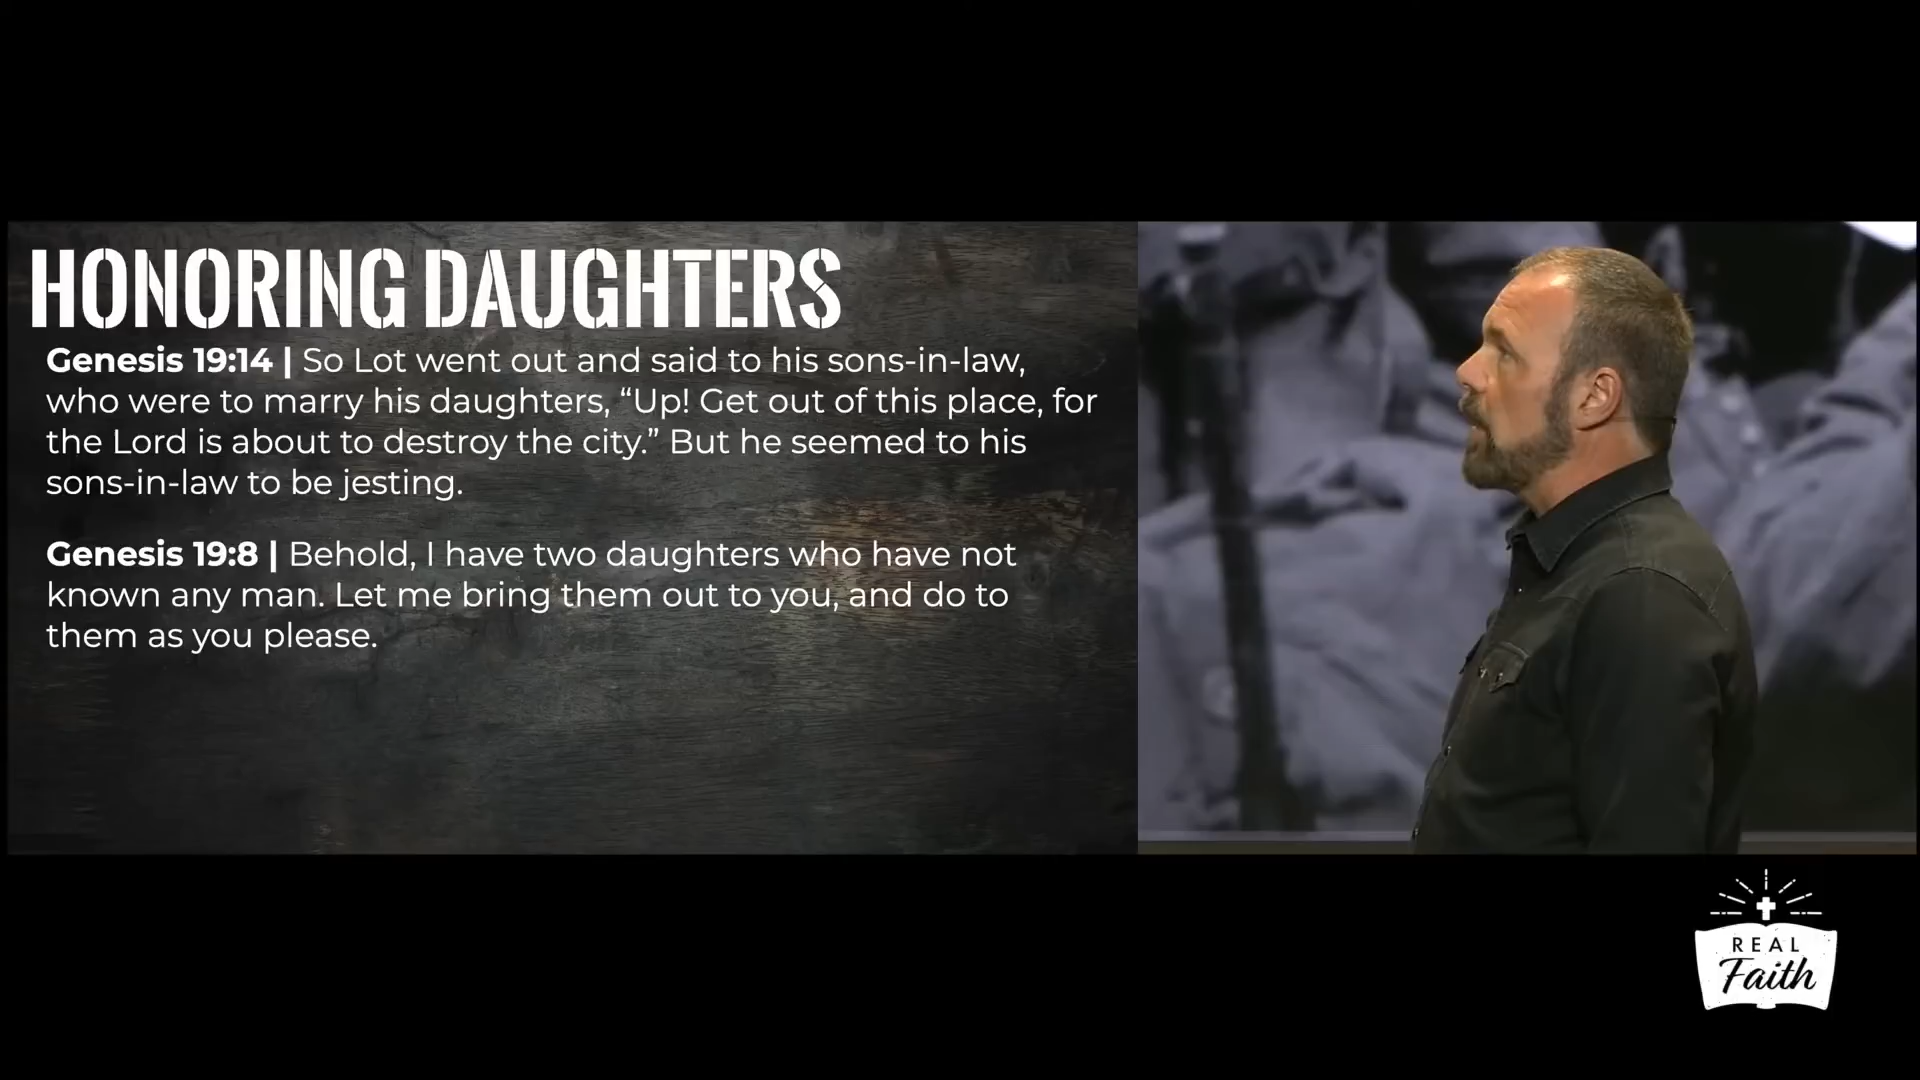 HONORING DAUGHTERS
Genesis 19:14 | So Lot went out and said to his sons-in-law,
who were to marry his daughters, “Up! Get out of this place, for
the Lord is about to destroy the city.” But he seemed to his
sons-in-law to be jesting.
Genesis 19:8 | Behold, I have two daughters who have not
known any man. Let me bring them out to you, and do to
them as you please.
REAL
Faith